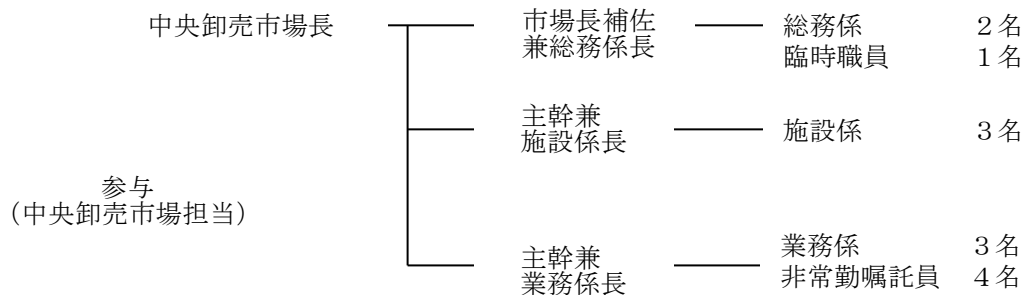 中央卸売市場長
市場長補佐
兼総務係長
総務係　２名
臨時職員　１名
主幹兼
施設係長
施設係　３名
参与
（中央卸売市場担当）
主幹兼
業務係長
業務係　３名
非常勤嘱託員　４名